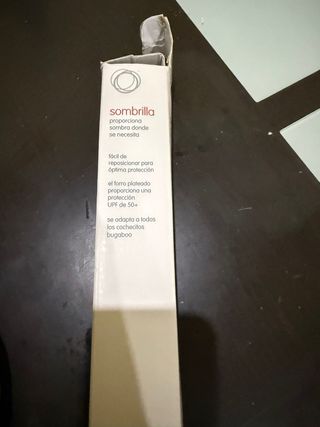 sombrilla
proporciona
sombra donde
se necesita
fácil de
reposicionar para
óptima protección
el forro plateado
proporciona una
protección
UPF de 50+
se adapta a todos
los cochecitos
bugaboo